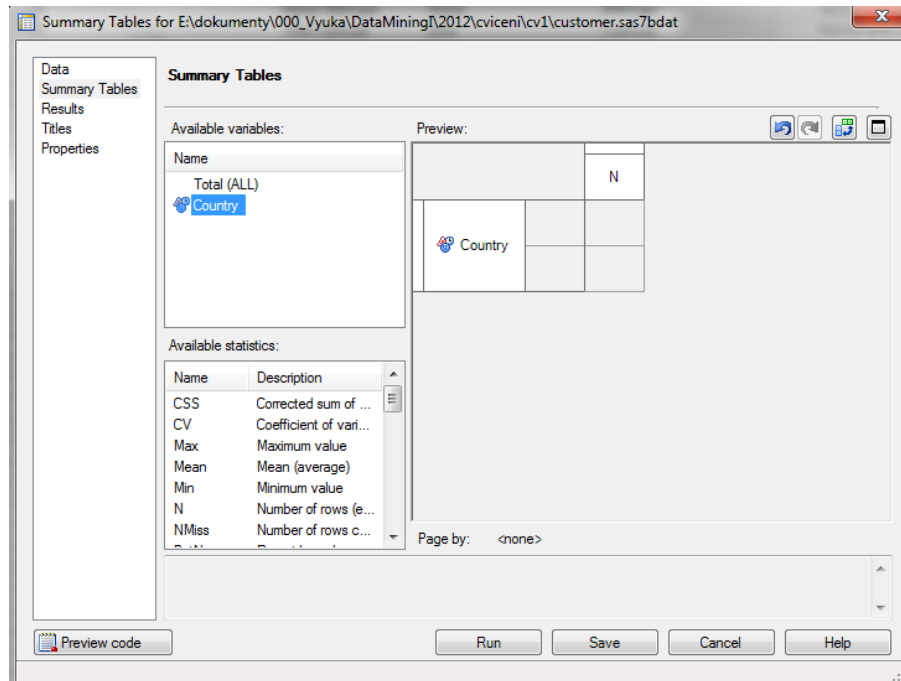 Summary Tables for E:\dokumenty\000_Vyuka\DataMiningI\2012\cviceni\cv1\customer.sas7bdat
x
Data
Summary Tables
Results
Titles
Properties
Summary Tables
Available variables:
Name
Total (ALL)
Country
Preview:
N
Country
Available statistics:
Name Description
CSS Corrected sum of ...
CV Coefficient of vari...
Max Maximum value
Mean Mean (average)
Min Minimum value
N Number of rows (e...
NMiss Number of rows c...
Page by: <none>
Preview code
Run
Save
Cancel
Help